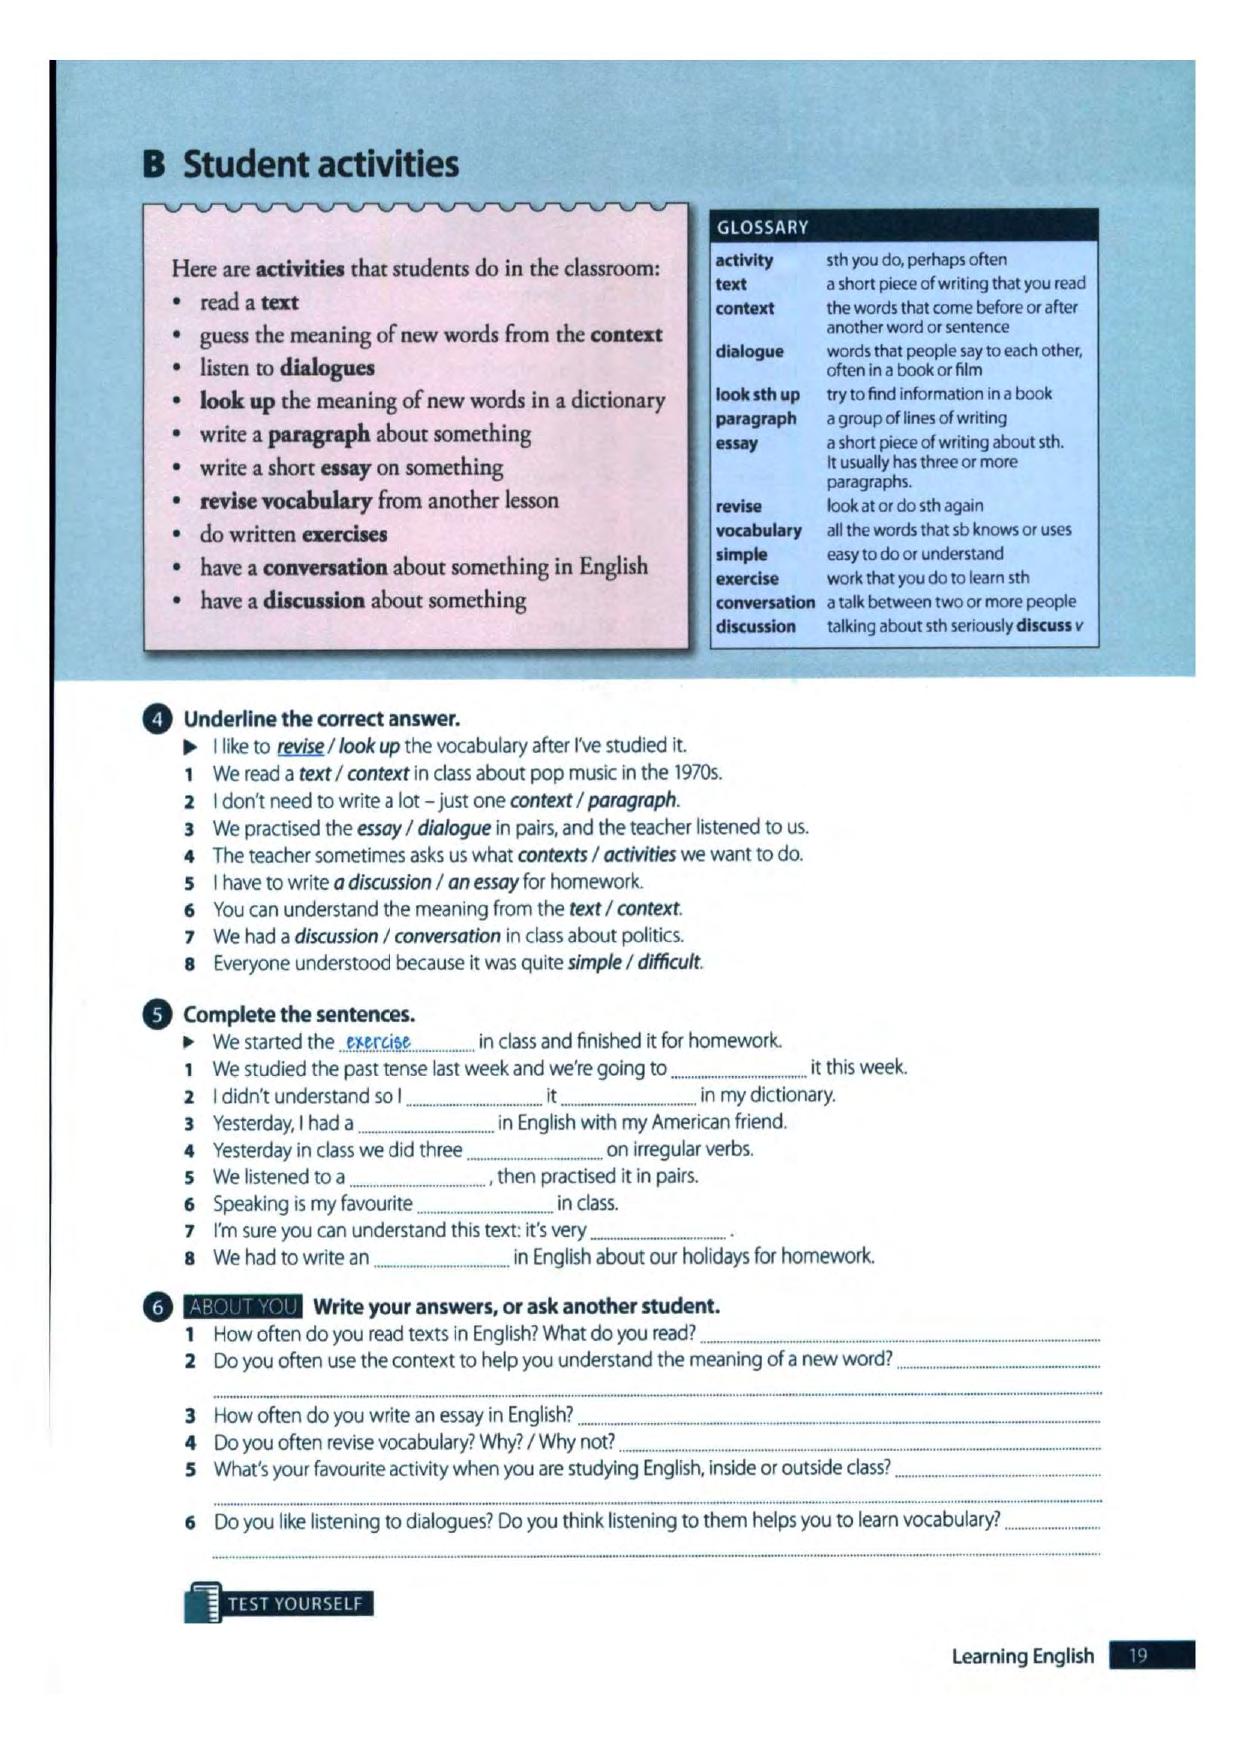 B Student activities
Here are activities that students do in the classroom:
• read a text
• guess the meaning of new words from the context
• listen to dialogues
• look up the meaning of new words in a dictionary
• write a paragraph about something
• write a short essay on something
• revise vocabulary from another lesson
• do written exercises
• have a conversation about something in English
• have a discussion about something
GLOSSARY
activity sth you do, perhaps often
text a short piece of writing that you read
context the words that come before or after
another word or sentence
dialogue words that people say to each other,
often in a book or film
look sth up try to find information in a book
paragraph a group of lines of writing
essay a short piece of writing about sth.
It usually has three or more
paragraphs.
revise look at or do sth again
vocabulary all the words that sb knows or uses
simple easy to do or understand
exercise work that you do to learn sth
conversation a talk between two or more people
discussion talking about sth seriously discuss v
4 Underline the correct answer.
▶ I like to revise / look up the vocabulary after I've studied it.
1 We read a text / context in class about pop music in the 1970s.
2 I don't need to write a lot – just one context / paragraph.
3 We practised the essay / dialogue in pairs, and the teacher listened to us.
4 The teacher sometimes asks us what contexts / activities we want to do.
5 I have to write a discussion / an essay for homework.
6 You can understand the meaning from the text / context.
7 We had a discussion / conversation in class about politics.
8 Everyone understood because it was quite simple / difficult.
5 Complete the sentences.
▶ We started the exercise in class and finished it for homework.
1 We studied the past tense last week and we're going to ............ it this week.
2 I didn't understand so I ............ it ............ in my dictionary.
3 Yesterday, I had a ............ in English with my American friend.
4 Yesterday in class we did three ............ on irregular verbs.
5 We listened to a ............ , then practised it in pairs.
6 Speaking is my favourite ............ in class.
7 I'm sure you can understand this text: it's very ............ .
8 We had to write an ............ in English about our holidays for homework.
6 ABOUT YOU Write your answers, or ask another student.
1 How often do you read texts in English? What do you read? ............
2 Do you often use the context to help you understand the meaning of a new word? ............
3 How often do you write an essay in English? ............
4 Do you often revise vocabulary? Why? / Why not? ............
5 What's your favourite activity when you are studying English, inside or outside class? ............
6 Do you like listening to dialogues? Do you think listening to them helps you to learn vocabulary? ............
TEST YOURSELF
Learning English 19